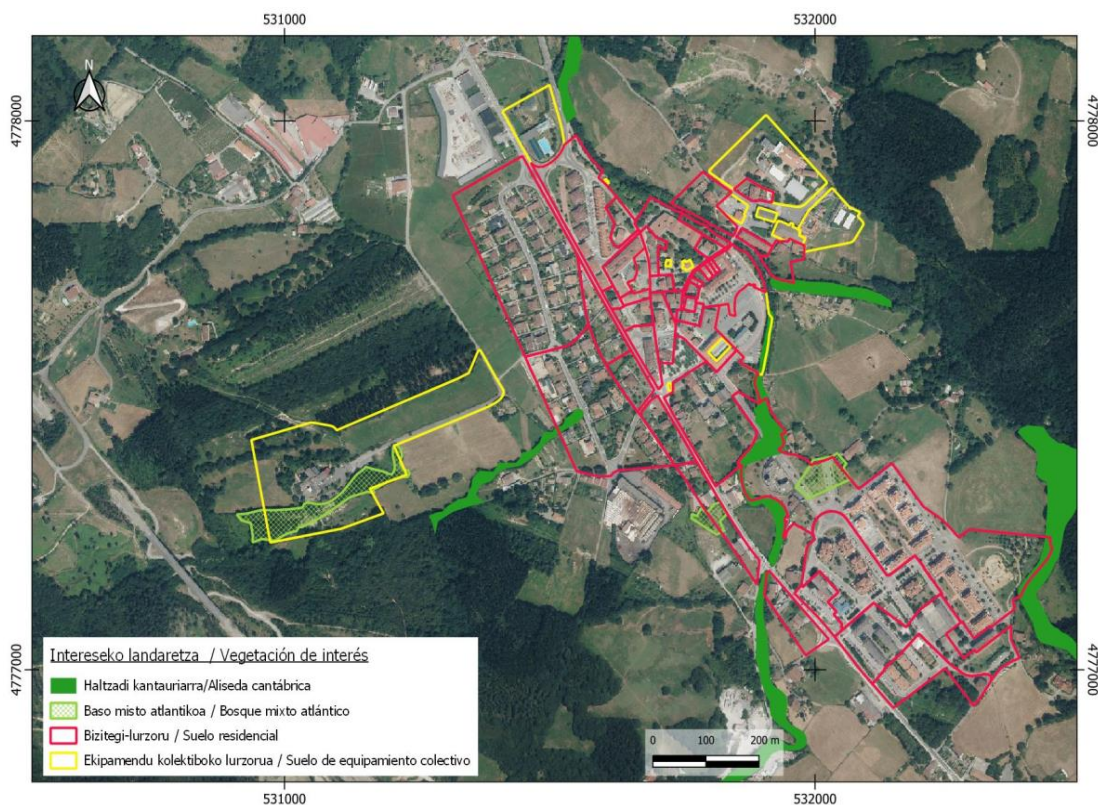 531000
532000
N
4778000
4778000
4777000
4777000
Intereseko landaretza / Vegetación de interés
Haltzadi kantauriarra/Aliseda cantábrica
Baso misto atlantikoa / Bosque mixto atlántico
Bizitegi-lurzoru / Suelo residencial
Ekipamendu kolektiboko lurzorua / Suelo de equipamiento colectivo
0 100 200 m
531000
532000